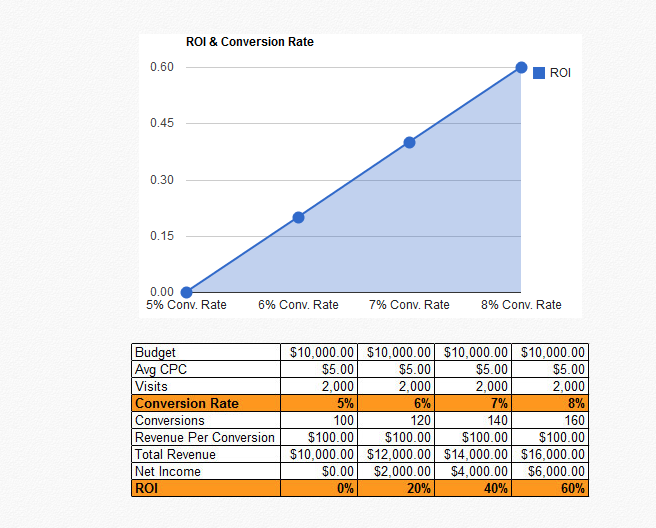 ROI & Conversion Rate
0.60
ROI
0.45
0.30
0.15
0.00
5% Conv. Rate 6% Conv. Rate 7% Conv. Rate 8% Conv. Rate
Budget $10,000.00 $10,000.00 $10,000.00 $10,000.00
Avg CPC $5.00 $5.00 $5.00 $5.00
Visits 2,000 2,000 2,000 2,000
Conversion Rate 5% 6% 7% 8%
Conversions 100 120 140 160
Revenue Per Conversion $100.00 $100.00 $100.00 $100.00
Total Revenue $10,000.00 $12,000.00 $14,000.00 $16,000.00
Net Income $0.00 $2,000.00 $4,000.00 $6,000.00
ROI 0% 20% 40% 60%